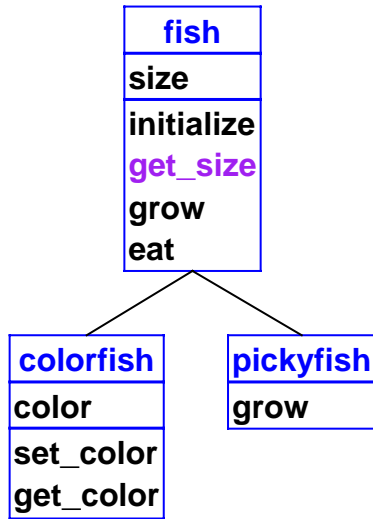 fish
size
initialize
get_size
grow
eat
colorfish
color
set_color
get_color
pickyfish
grow